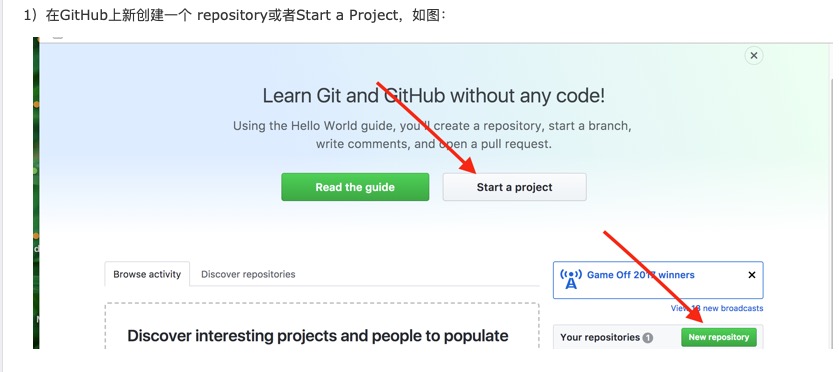 1）在GitHub上新创建一个 repository或者Start a Project，如图：
Learn Git and GitHub without any code!
Using the Hello World guide, you'll create a repository, start a branch,
write comments, and open a pull request.
Read the guide
Start a project
Browse activity
Discover repositories
Game Off 2017 winners
View 18 new broadcasts
Discover interesting projects and people to populate
Your repositories 1
New repository